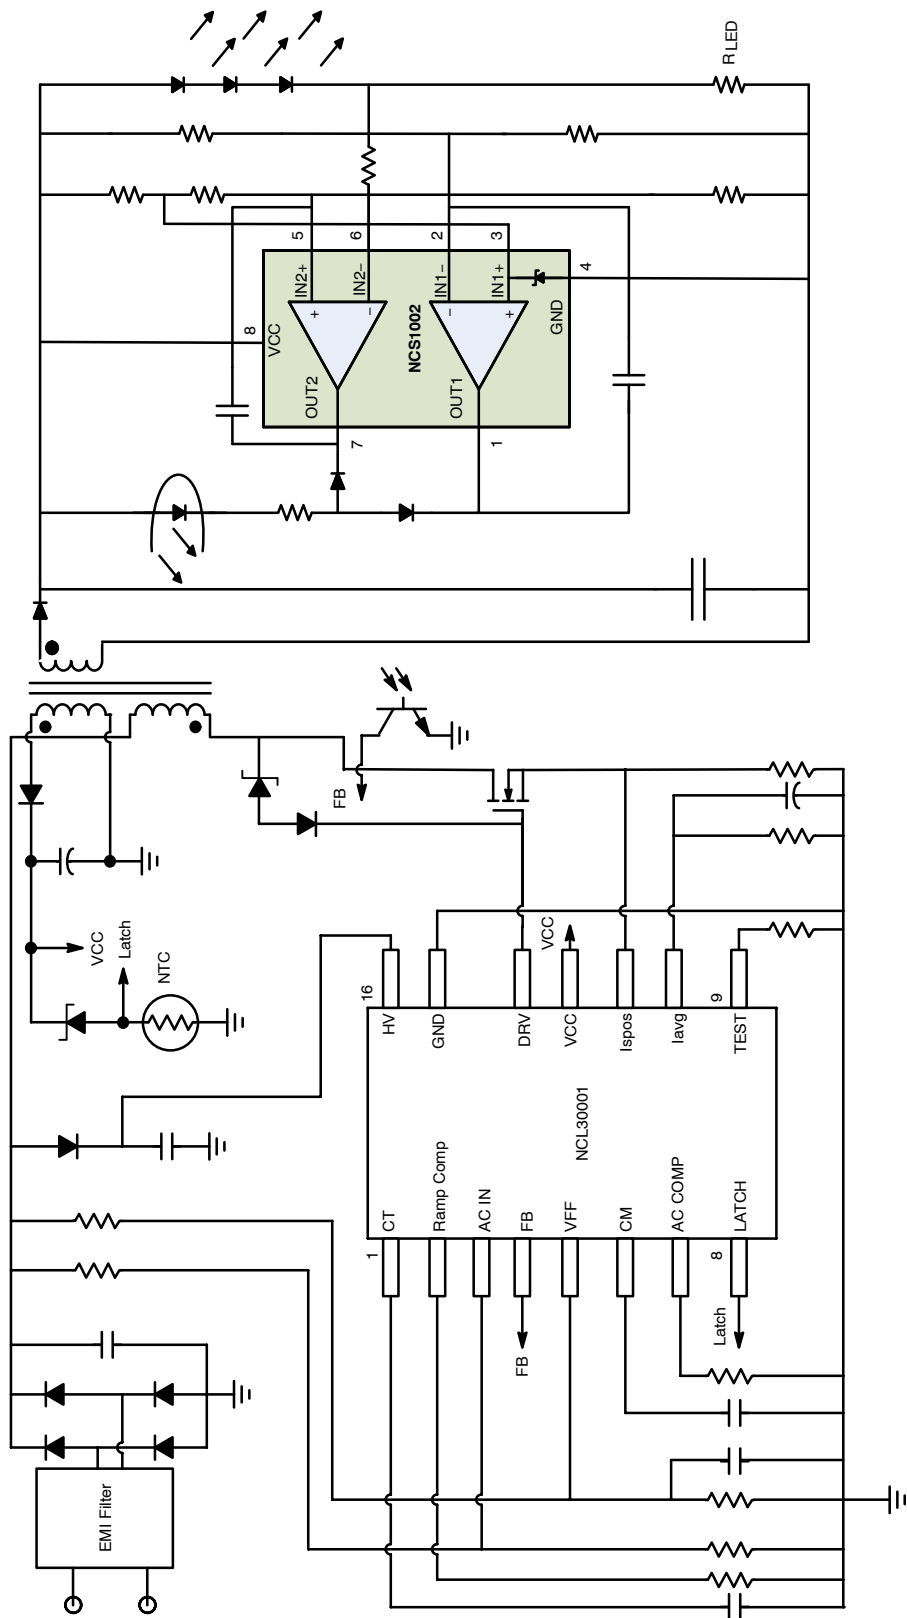 EMI Filter
VCC
Latch
NTC
FB
NCL30001
1
CT
Ramp Comp
AC IN
FB
FB
VFF
CM
AC COMP
8
LATCH
Latch
16
HV
GND
DRV
VCC
VCC
Ispos
Iavg
9
TEST
NCS1002
8
VCC
5
IN2+
+
6
IN2−
−
2
IN1−
−
3
IN1+
+
4
GND
OUT2
7
OUT1
1
RLED